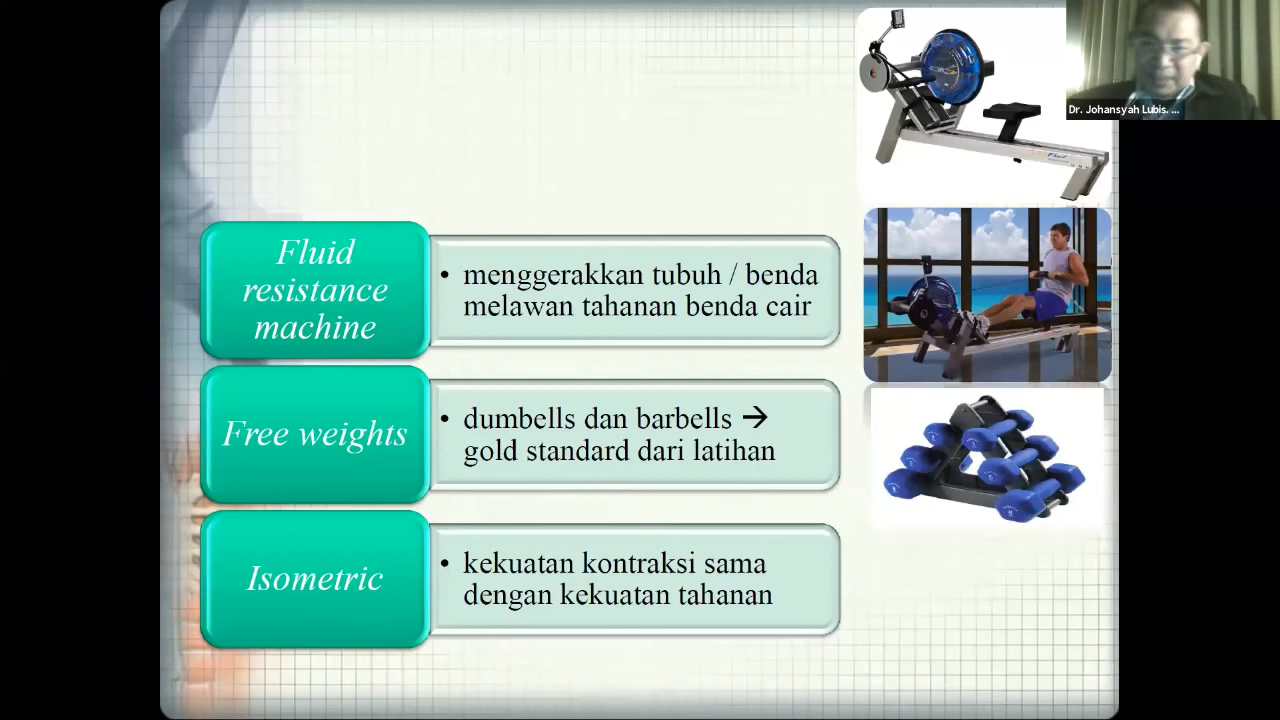 Dr. Johansyah Lubis. ...
Fluid
resistance
machine
• menggerakkan tubuh / benda
melawan tahanan benda cair
Free weights
• dumbells dan barbells →
gold standard dari latihan
Isometric
• kekuatan kontraksi sama
dengan kekuatan tahanan
Fluid